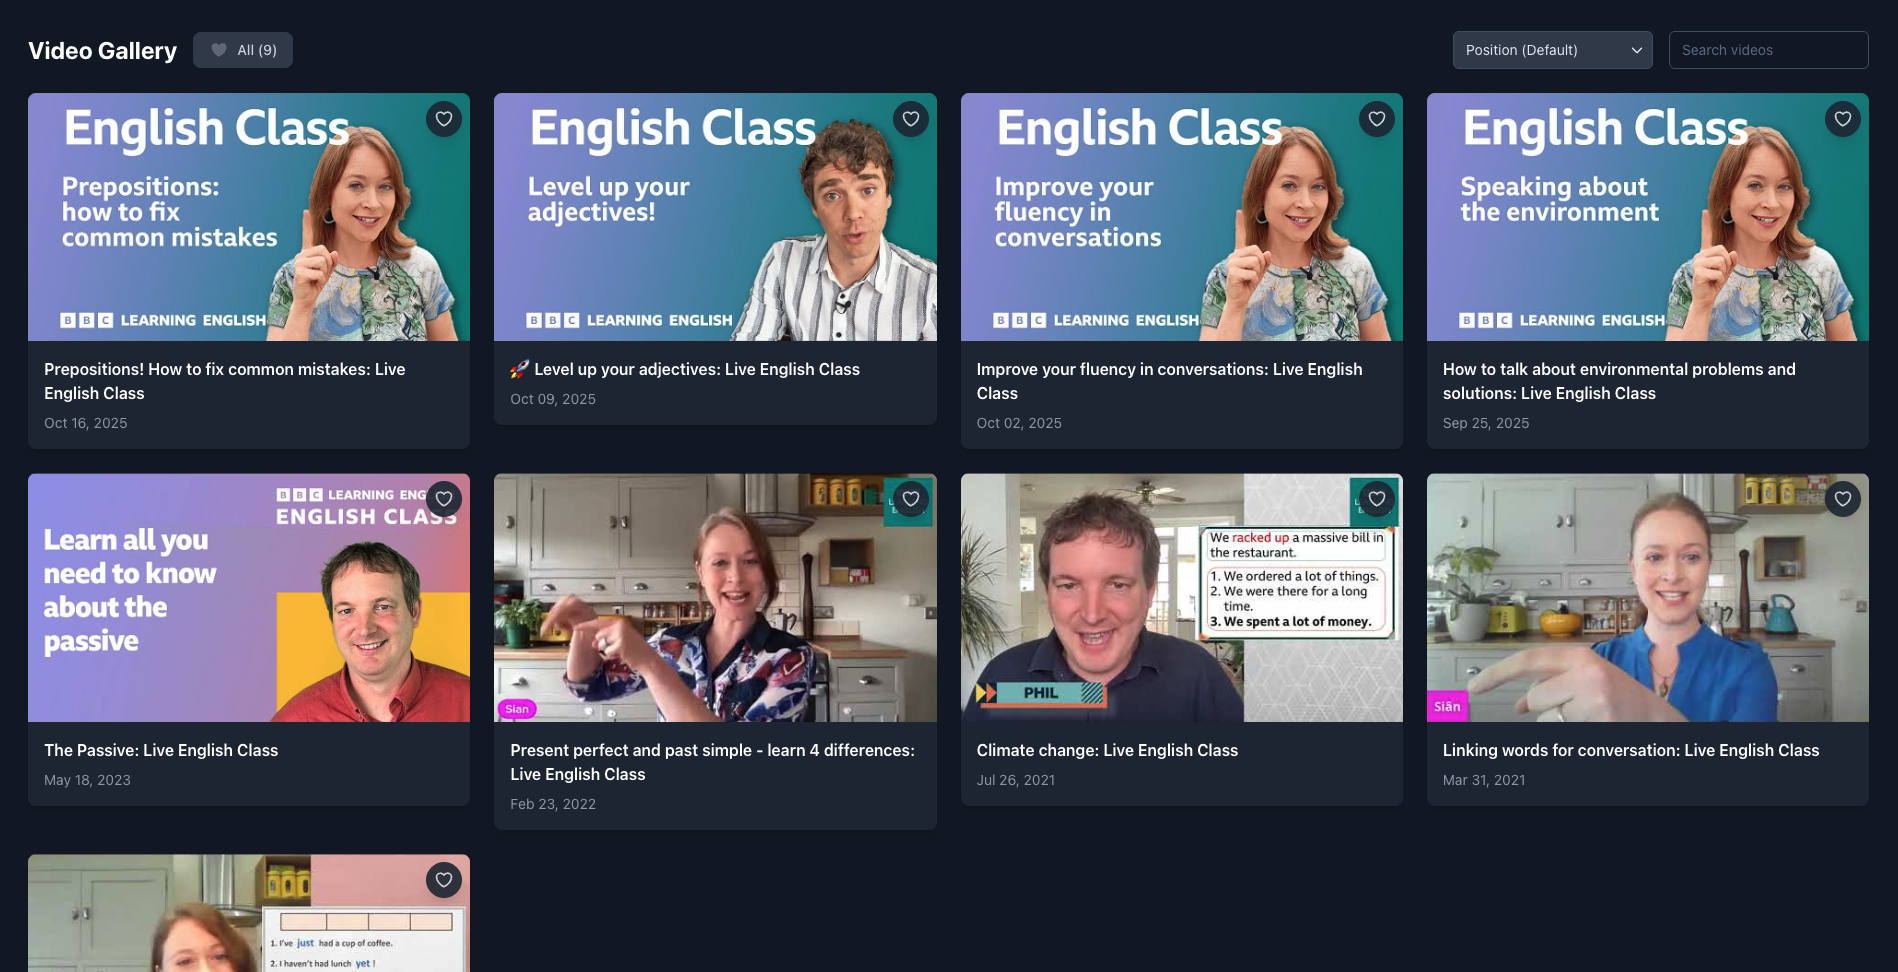 Video Gallery
All (9)
Position (Default)
Search videos
English Class
Prepositions:
how to fix
common mistakes
BBC LEARNING ENGLISH
Prepositions! How to fix common mistakes: Live
English Class
Oct 16, 2025
English Class
Level up your
adjectives!
BBC LEARNING ENGLISH
🚀 Level up your adjectives: Live English Class
Oct 09, 2025
English Class
Improve your
fluency in
conversations
BBC LEARNING ENGLISH
Improve your fluency in conversations: Live English
Class
Oct 02, 2025
English Class
Speaking about
the environment
BBC LEARNING ENGLISH
How to talk about environmental problems and
solutions: Live English Class
Sep 25, 2025
BBC LEARNING ENG
ENGLISH CLASS
Learn all you
need to know
about the
passive
The Passive: Live English Class
May 18, 2023
Sian
Present perfect and past simple - learn 4 differences:
Live English Class
Feb 23, 2022
We racked up a massive bill in
the restaurant.
1. We ordered a lot of things.
2. We were there for a long
time.
3. We spent a lot of money.
PHIL
Climate change: Live English Class
Jul 26, 2021
Siân
Linking words for conversation: Live English Class
Mar 31, 2021
1. I've just had a cup of coffee.
2. I haven't had lunch yet !